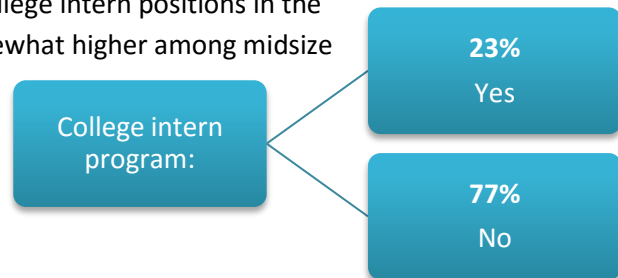 intern positions in the
higher among midsize
College intern
program:
23%
Yes
77%
No